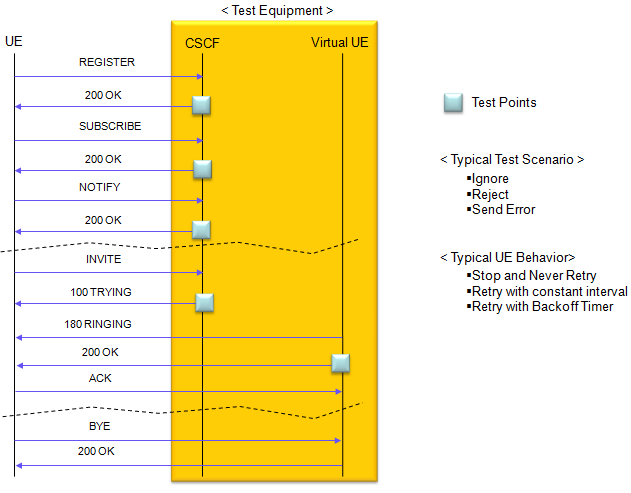 < Test Equipment >
UE
CSCF
Virtual UE
REGISTER
200 OK
SUBSCRIBE
200 OK
NOTIFY
200 OK
INVITE
100 TRYING
180 RINGING
200 OK
ACK
BYE
200 OK
Test Points
< Typical Test Scenario >
▪Ignore
▪Reject
▪Send Error
< Typical UE Behavior>
▪Stop and Never Retry
▪Retry with constant interval
▪Retry with Backoff Timer